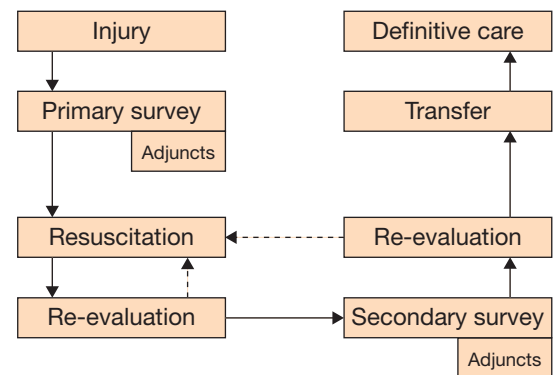 Injury
Definitive care
Primary survey
Adjuncts
Transfer
Resuscitation
Re-evaluation
Re-evaluation
Secondary survey
Adjuncts